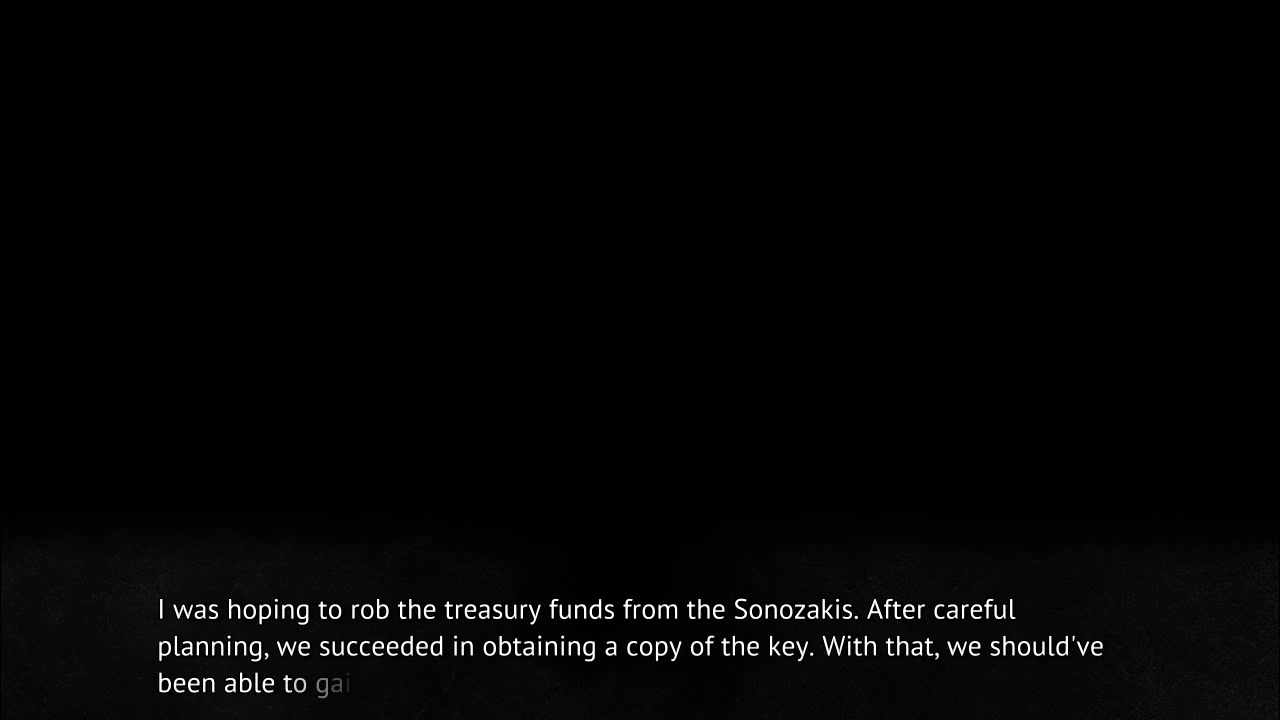 I was hoping to rob the treasury funds from the Sonozakis. After careful
planning, we succeeded in obtaining a copy of the key. With that, we should've
been able to gai